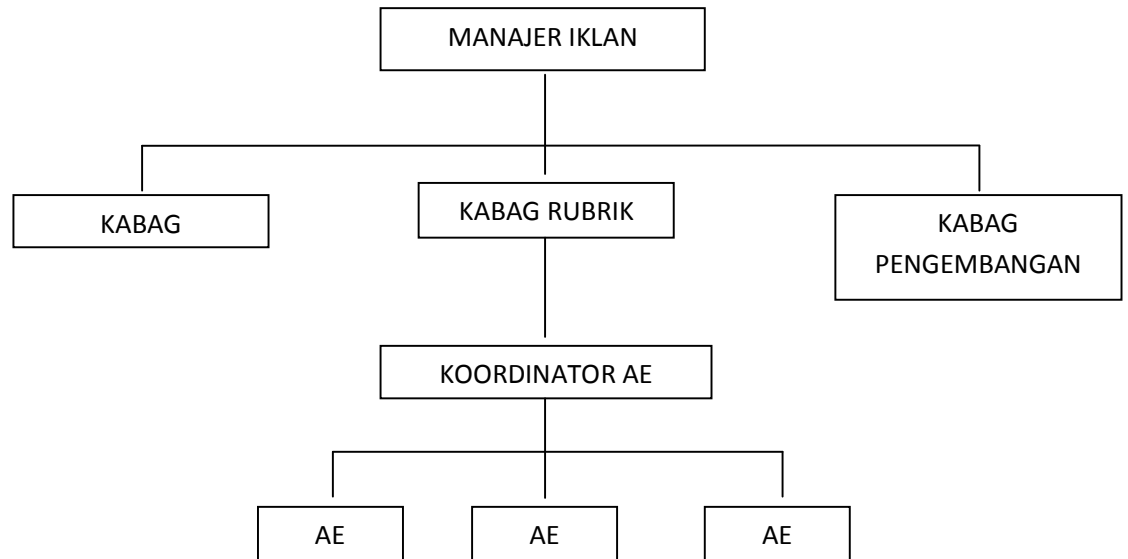 MANAJER IKLAN
KABAG
KABAG RUBRIK
KABAG
PENGEMBANGAN
KOORDINATOR AE
AE
AE
AE